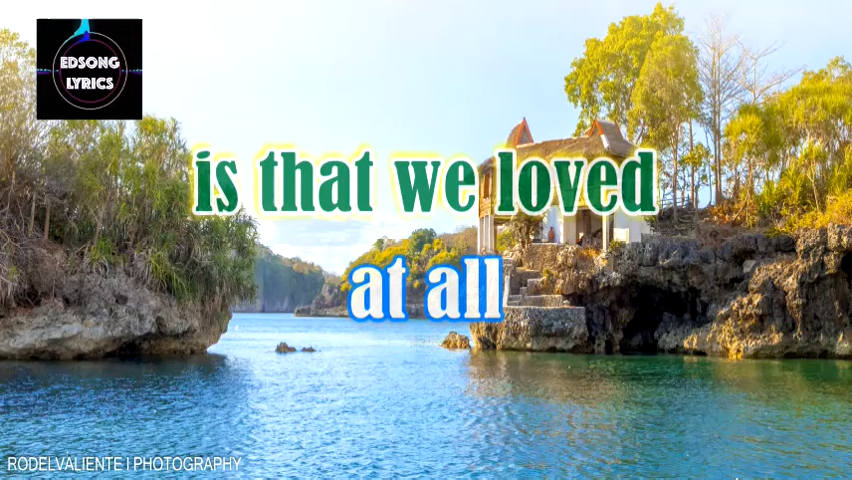 EDSONG
LYRICS
is that we loved
at all
RODELVALIENTE I PHOTOGRAPHY